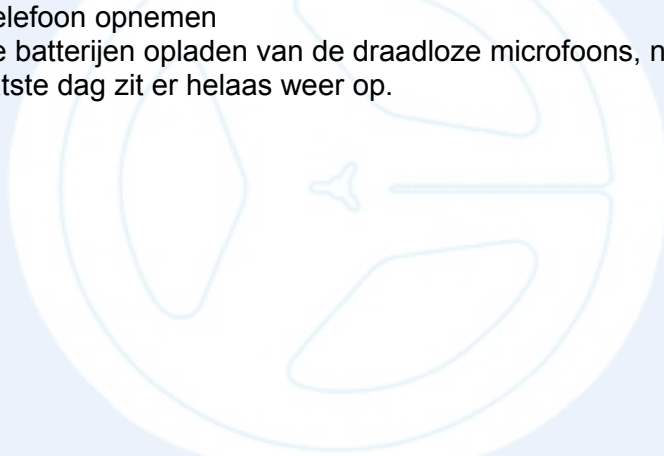 elefoon opnemen
e batterijen opladen van de draadloze microfoons, n
tste dag zit er helaas weer op.